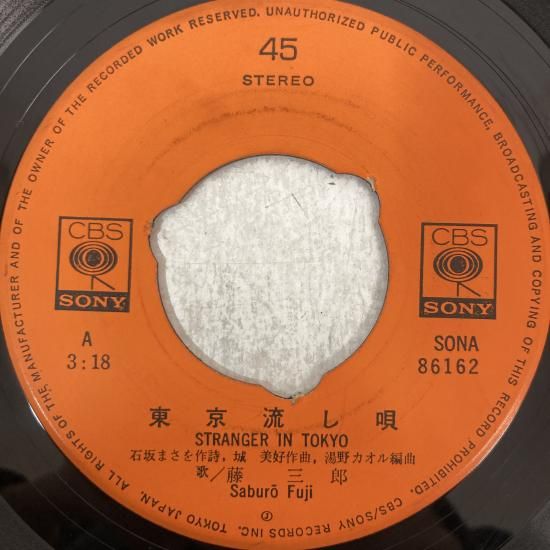 ALL RIGHTS OF THE MANUFACTURER AND OF THE OWNER OF THE RECORDED WORK RESERVED. UNAUTHORIZED PUBLIC PERFORMANCE, BROADCASTING AND COPYING OF THIS RECORD PROHIBITED.
45
STEREO
CBS
SONY
CBS
SONY
A
3:18
SONA
86162
東京流し唄
STRANGER IN TOKYO
石坂まさを作詩, 城 美好作曲, 湯野カオル編曲
歌/藤 三郎
Saburō Fuji
Ⓙ
CBS/SONY RECORDS INC. TOKYO JAPAN.